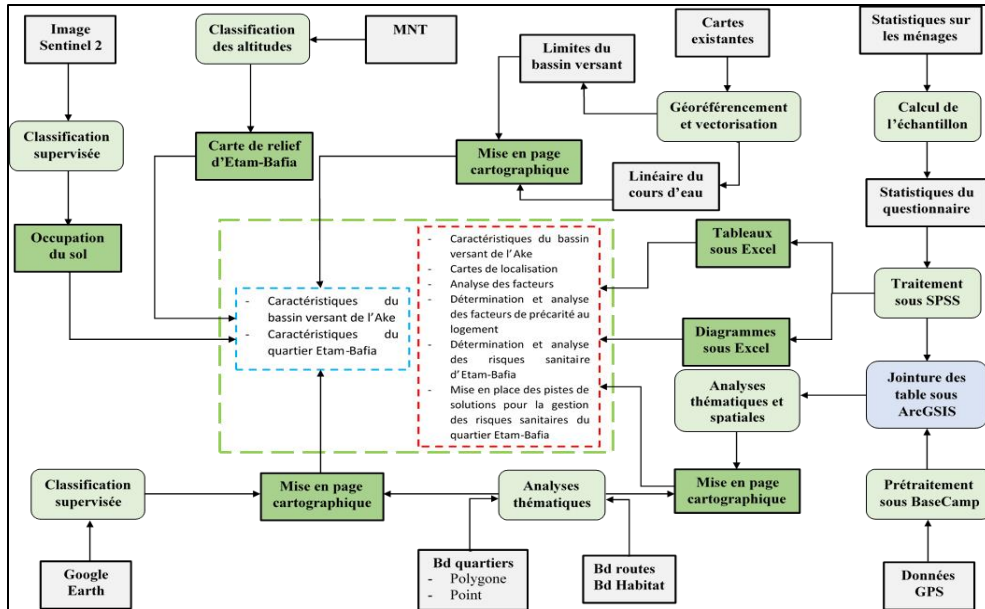 Image
Sentinel 2
Classification
des altitudes
MNT
Limites du
bassin versant
Cartes
existantes
Statistiques sur
les ménages
Classification
supervisée
Carte de relief
d'Etam-Bafia
Mise en page
cartographique
Géoréférencement
et vectorisation
Calcul de
l'échantillon
Linéaire du
cours d'eau
Statistiques du
questionnaire
Occupation
du sol
- Caractéristiques du
bassin versant de l'Ake
- Caractéristiques du
quartier Etam-Bafia
- Caractéristiques du bassin
versant de l'Ake
- Cartes de localisation
- Analyse des facteurs
- Détermination et analyse
des facteurs de précarité au
logement
- Détermination et analyse
des risques sanitaire
d'Etam-Bafia
- Mise en place des pistes de
solutions pour la gestion
des risques sanitaires du
quartier Etam-Bafia
Tableaux
sous Excel
Traitement
sous SPSS
Diagrammes
sous Excel
Analyses
thématiques et
spatiales
Jointure des
table sous
ArcGSIS
Classification
supervisée
Mise en page
cartographique
Analyses
thématiques
Mise en page
cartographique
Prétraitement
sous BaseCamp
Google
Earth
Bd quartiers
- Polygone
- Point
Bd routes
Bd Habitat
Données
GPS